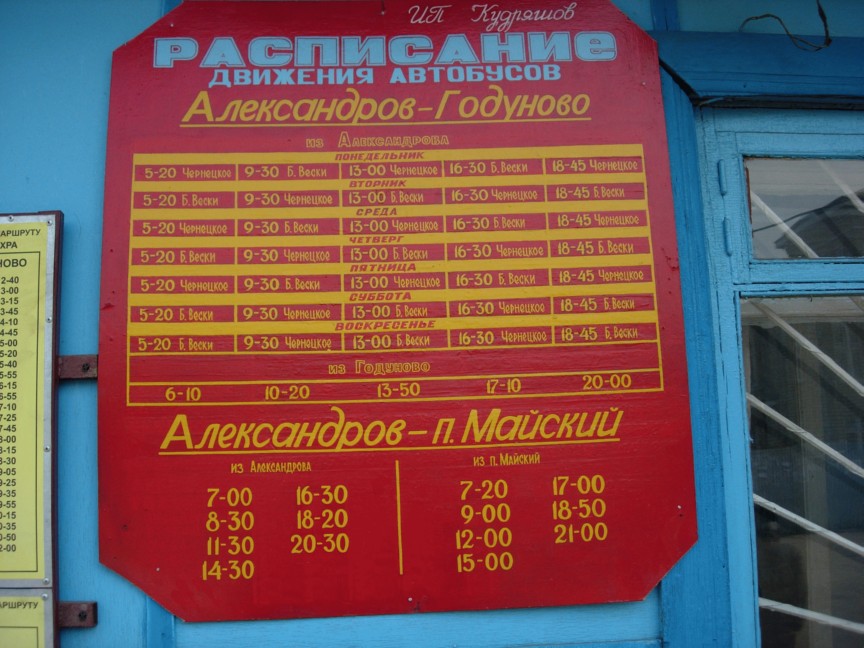 ИП Кудряшов
РАСПИСАНИЕ
ДВИЖЕНИЯ АВТОБУСОВ
Александров-Годуново
из Александрова
ПОНЕДЕЛЬНИК
5-20 Чернецкое 9-30 Б.Вески 13-00 Чернецкое 16-30 Б.Вески 18-45 Чернецкое
ВТОРНИК
5-20 Б.Вески 9-30 Чернецкое 13-00 Б.Вески 16-30 Чернецкое 18-45 Б.Вески
СРЕДА
5-20 Чернецкое 9-30 Б.Вески 13-00 Чернецкое 16-30 Б.Вески 18-45 Чернецкое
ЧЕТВЕРГ
5-20 Б.Вески 9-30 Чернецкое 13-00 Б.Вески 16-30 Чернецкое 18-45 Б.Вески
ПЯТНИЦА
5-20 Чернецкое 9-30 Б.Вески 13-00 Чернецкое 16-30 Б.Вески 18-45 Чернецкое
СУББОТА
5-20 Б.Вески 9-30 Чернецкое 13-00 Б.Вески 16-30 Чернецкое 18-45 Б.Вески
ВОСКРЕСЕНЬЕ
5-20 Б.Вески 9-30 Чернецкое 13-00 Б.Вески 16-30 Чернецкое 18-45 Б.Вески
из Годуново
6-10 10-20 13-50 17-10 20-00
Александров-п.Майский
из Александрова
7-00 16-30
8-30 18-20
11-30 20-30
14-30
из п.Майский
7-20 17-00
9-00 18-50
12-00 21-00
15-00